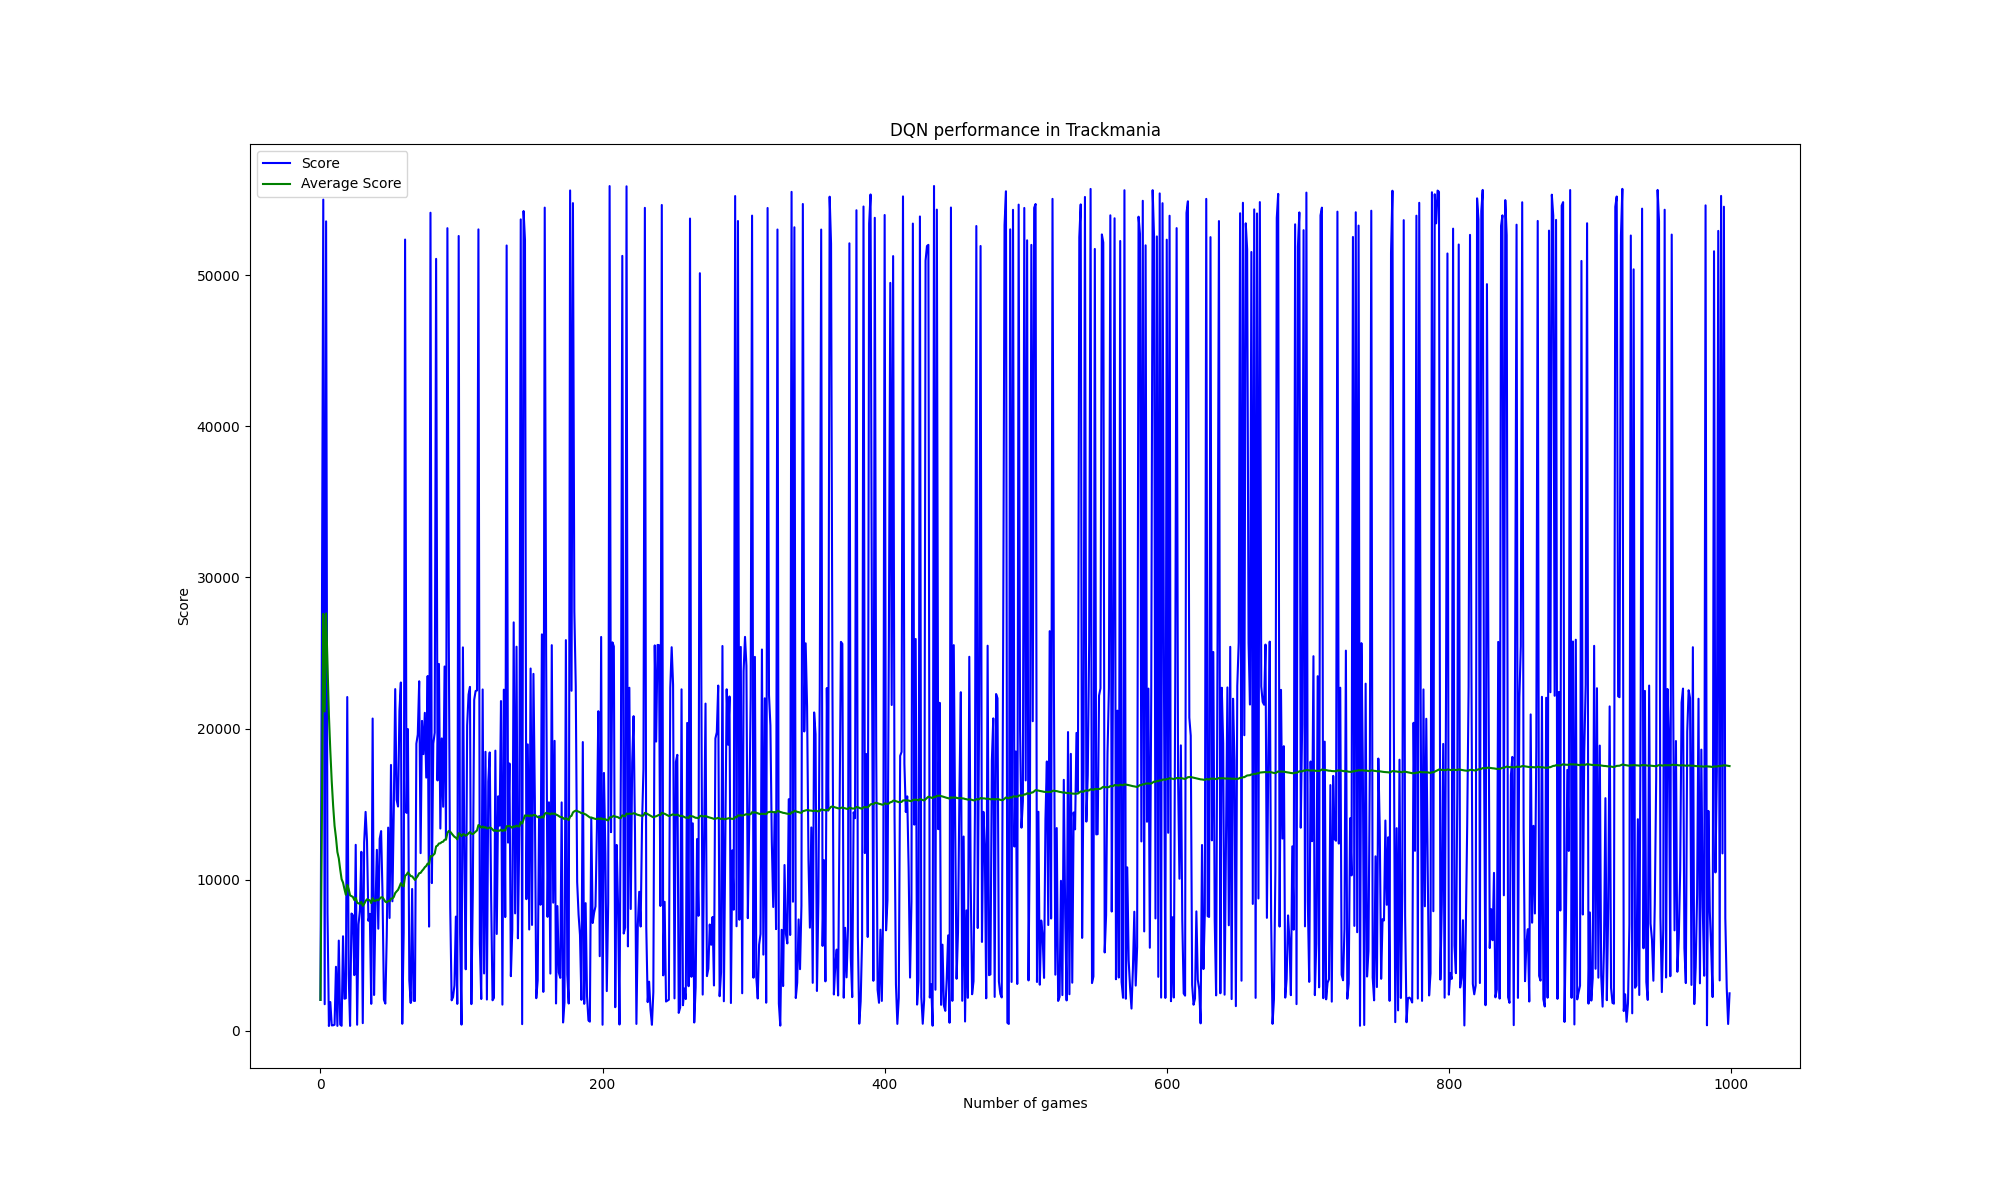 DQN performance in Trackmania
Score
Average Score
50000
40000
30000
20000
10000
0
Score
0 200 400 600 800 1000
Number of games